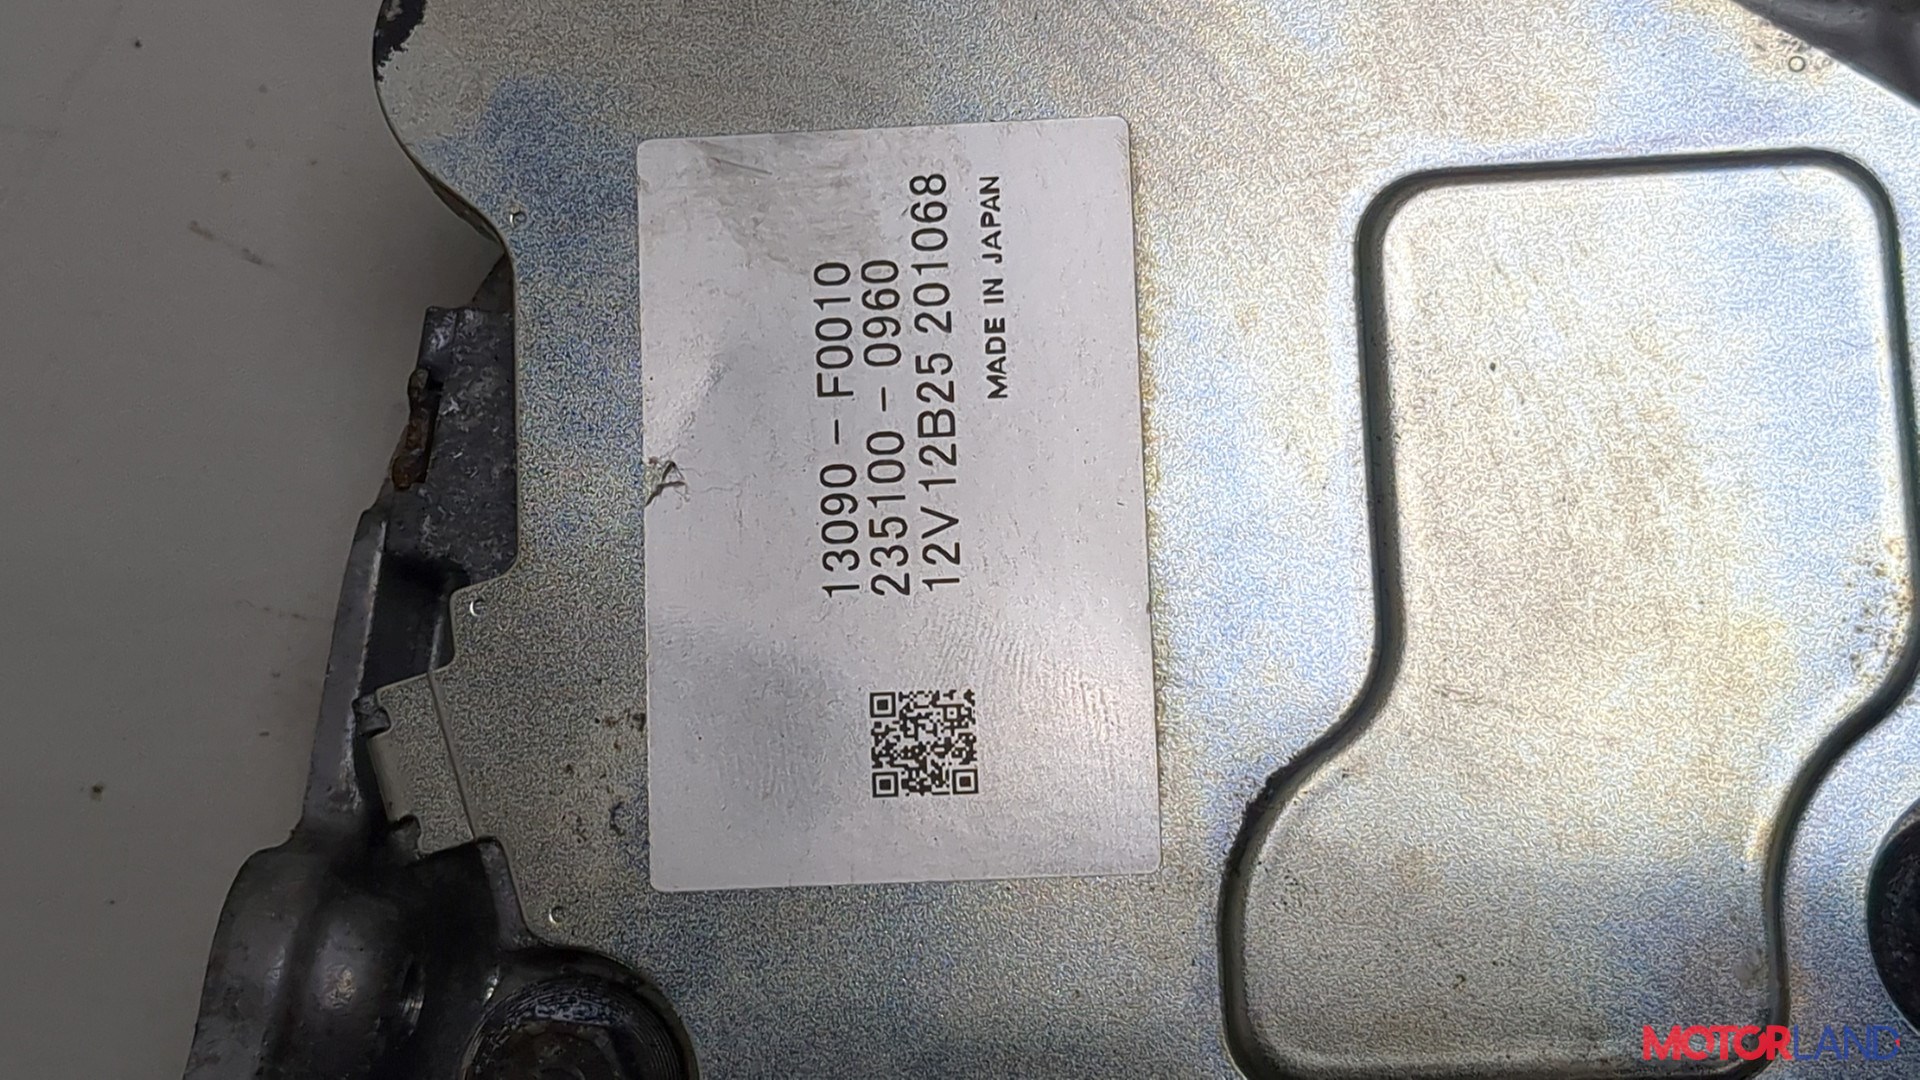 13090 – F0010
235100 – 0960
12V 12B25 201068
MADE IN JAPAN
MOTORLAND